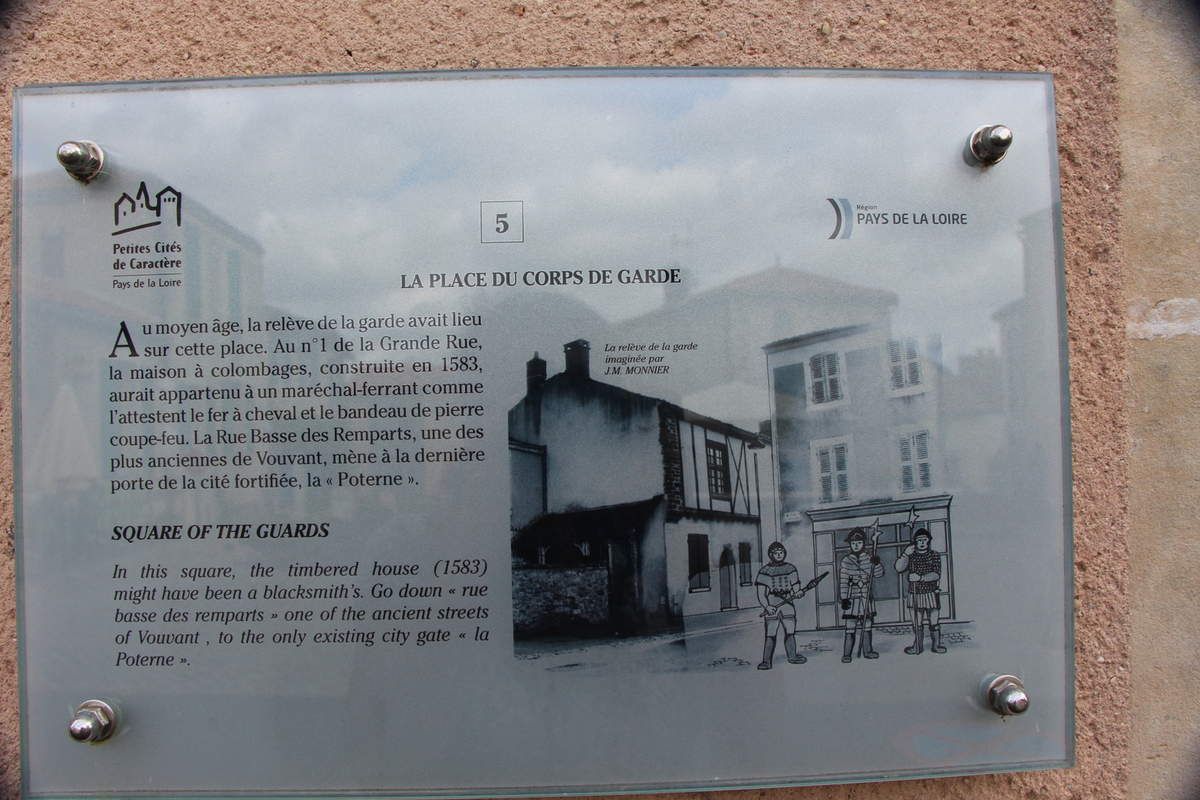 Petites Cités
de Caractère
Pays de la Loire
5
Région
PAYS DE LA LOIRE
LA PLACE DU CORPS DE GARDE
Au moyen âge, la relève de la garde avait lieu
sur cette place. Au n°1 de la Grande Rue,
la maison à colombages, construite en 1583,
aurait appartenu à un maréchal-ferrant comme
l'attestent le fer à cheval et le bandeau de pierre
coupe-feu. La Rue Basse des Remparts, une des
plus anciennes de Vouvant, mène à la dernière
porte de la cité fortifiée, la « Poterne ».
La relève de la garde
imaginée par
J.M. MONNIER
SQUARE OF THE GUARDS
In this square, the timbered house (1583)
might have been a blacksmith's. Go down « rue
basse des remparts » one of the ancient streets
of Vouvant , to the only existing city gate « la
Poterne ».